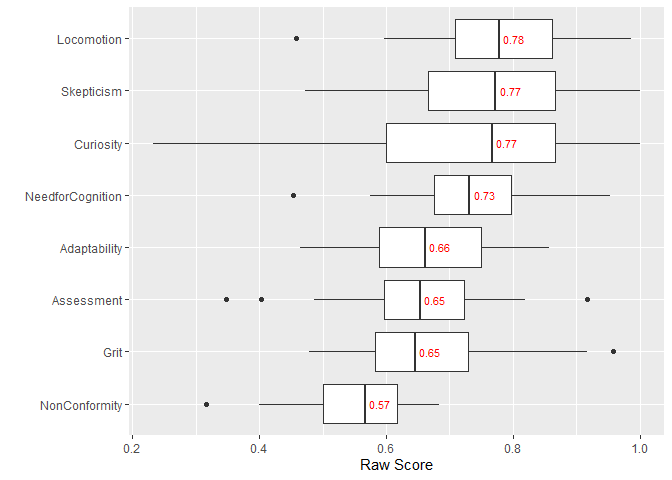 Locomotion 0.78
Skepticism 0.77
Curiosity 0.77
NeedforCognition 0.73
Adaptability 0.66
Assessment 0.65
Grit 0.65
NonConformity 0.57
0.2 0.4 0.6 0.8 1.0
Raw Score